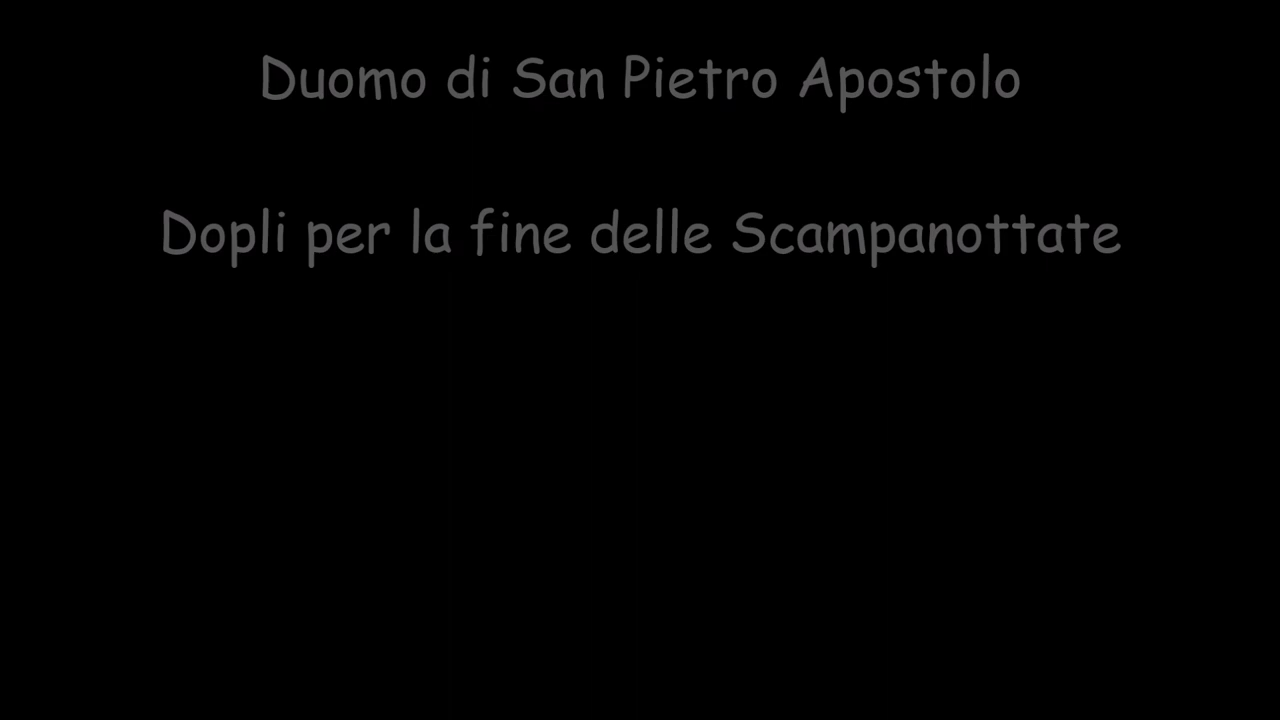 Duomo di San Pietro Apostolo
Dopli per la fine delle Scampanottate